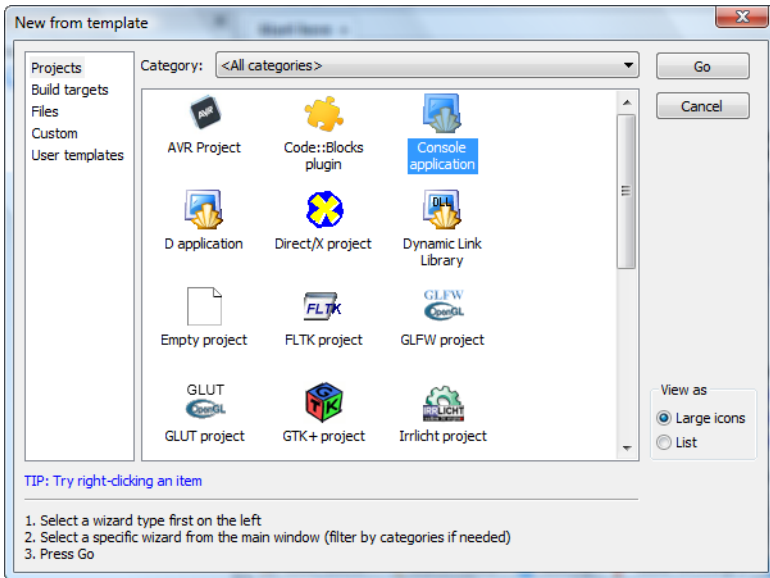 New from template
Projects
Build targets
Files
Custom
User templates
Category:
<All categories>
Go
Cancel
AVR
AVR Project
Code::Blocks
plugin
Console
application
D application
Direct/X project
DLL
Dynamic Link
Library
Empty project
FLTK
FLTK project
GLFW
OpenGL
GLFW project
GLUT
OpenGL
GLUT project
GTK
GTK+ project
IRRLICHT
Irrlicht project
View as
Large icons
List
TIP: Try right-clicking an item
1. Select a wizard type first on the left
2. Select a specific wizard from the main window (filter by categories if needed)
3. Press Go